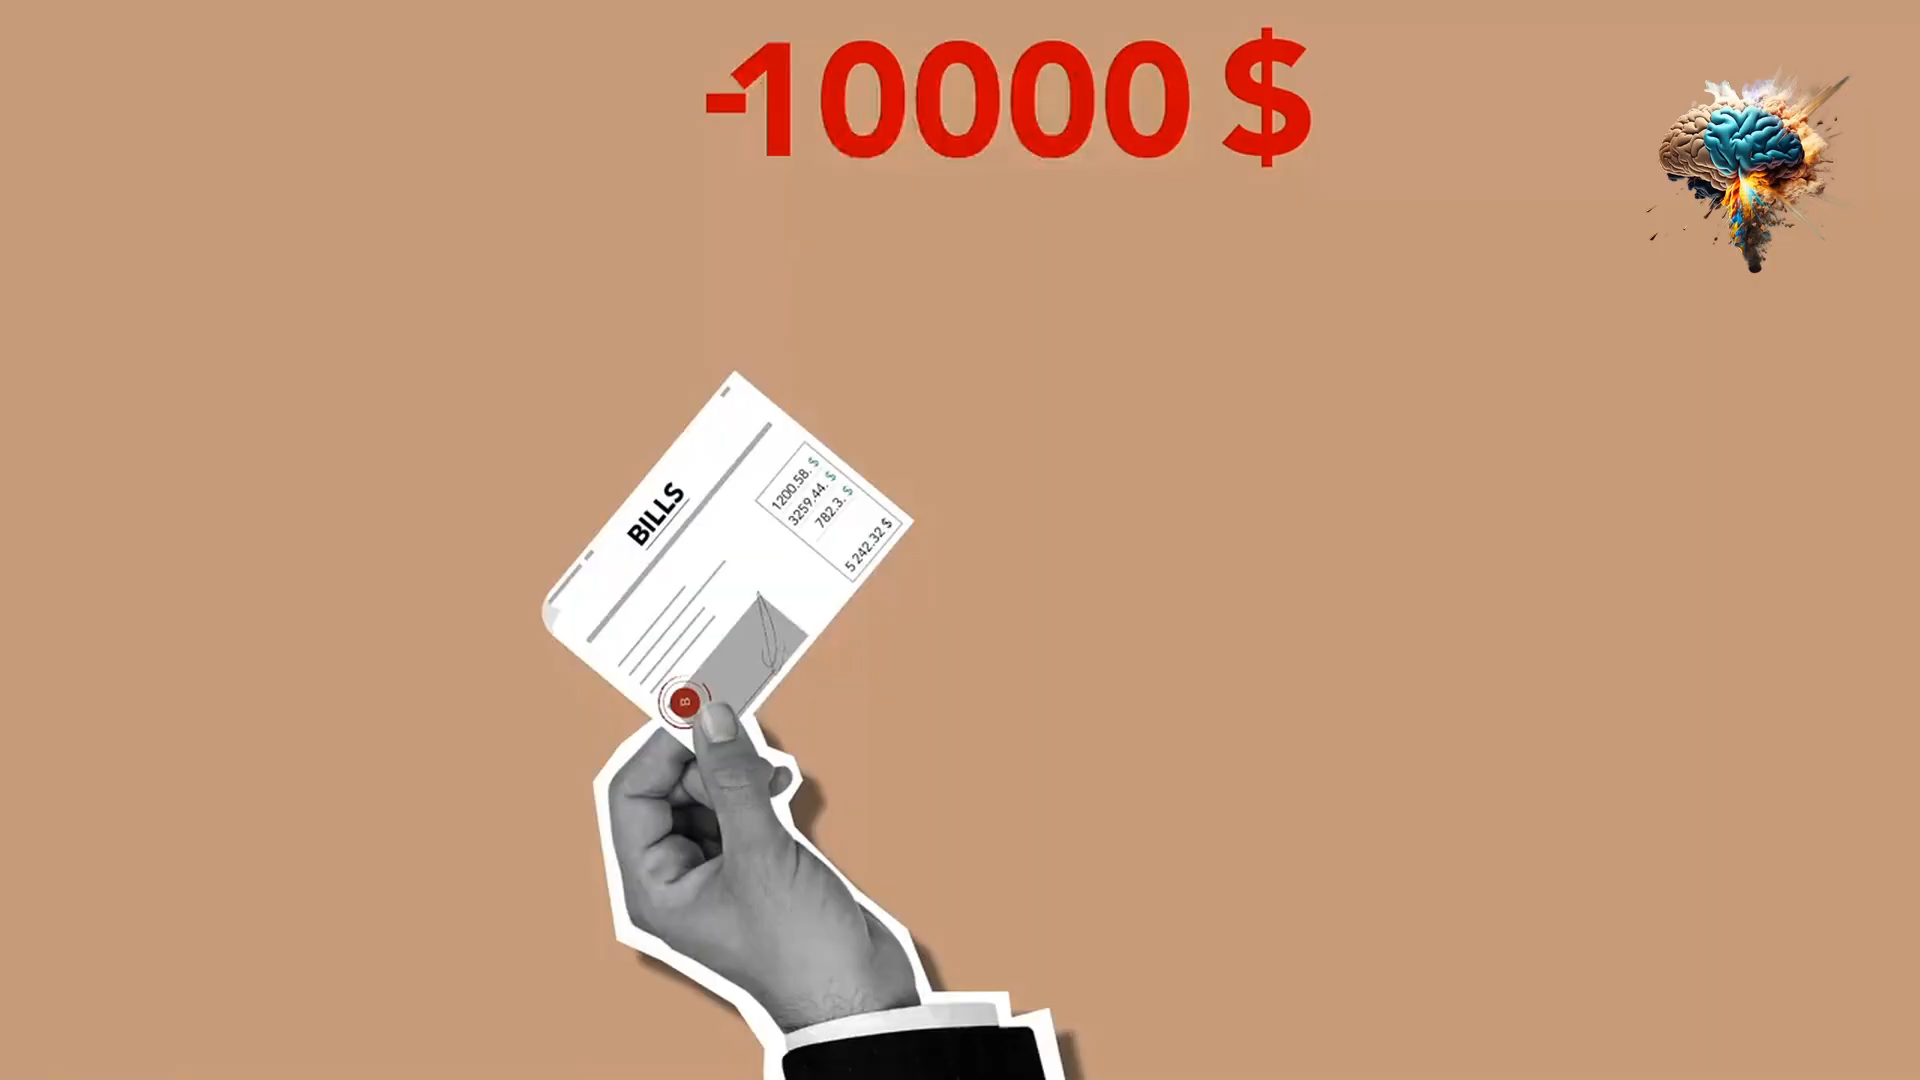 -10000 $
BILLS
1200.58. $
3259.44. $
782.3. $
5 242.32 $
B